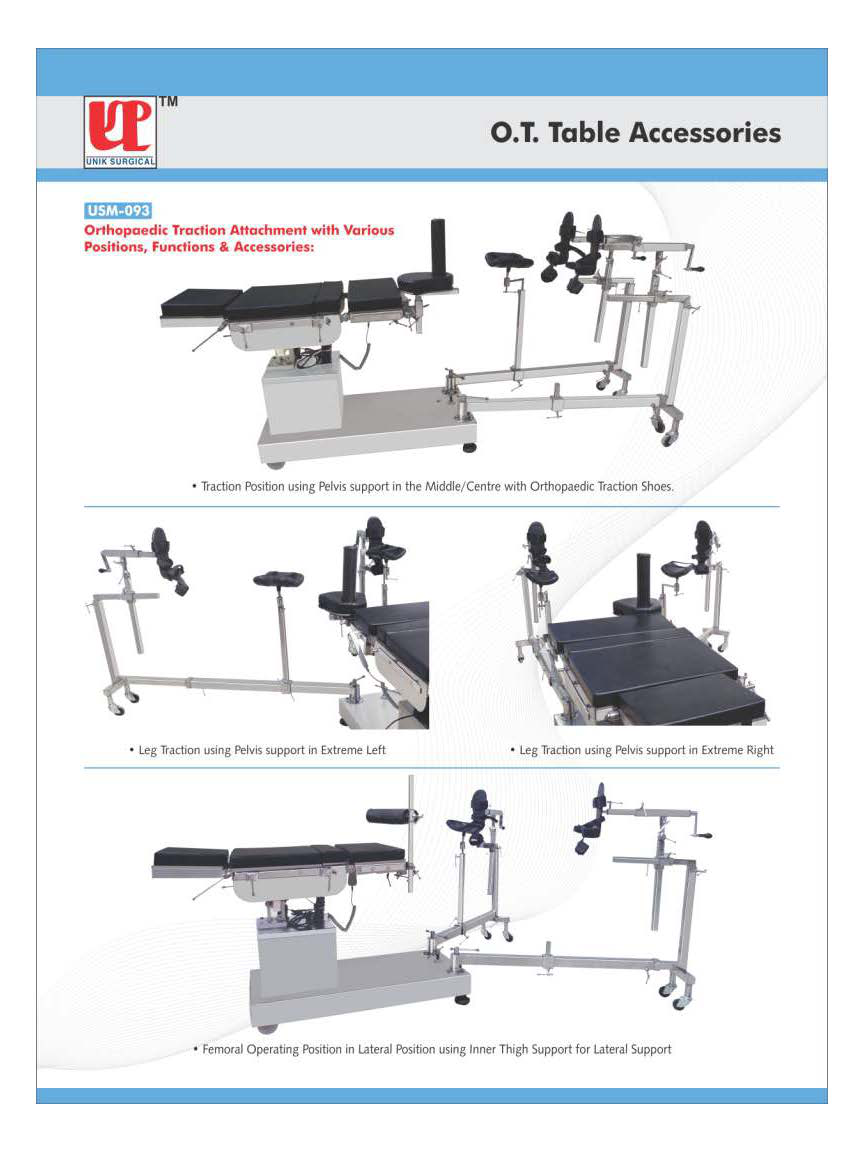 TM
UNIK SURGICAL
O.T. Table Accessories
USM-093
Orthopaedic Traction Attachment with Various
Positions, Functions & Accessories:
• Traction Position using Pelvis support in the Middle/Centre with Orthopaedic Traction Shoes.
• Leg Traction using Pelvis support in Extreme Left
• Leg Traction using Pelvis support in Extreme Right
• Femoral Operating Position in Lateral Position using Inner Thigh Support for Lateral Support